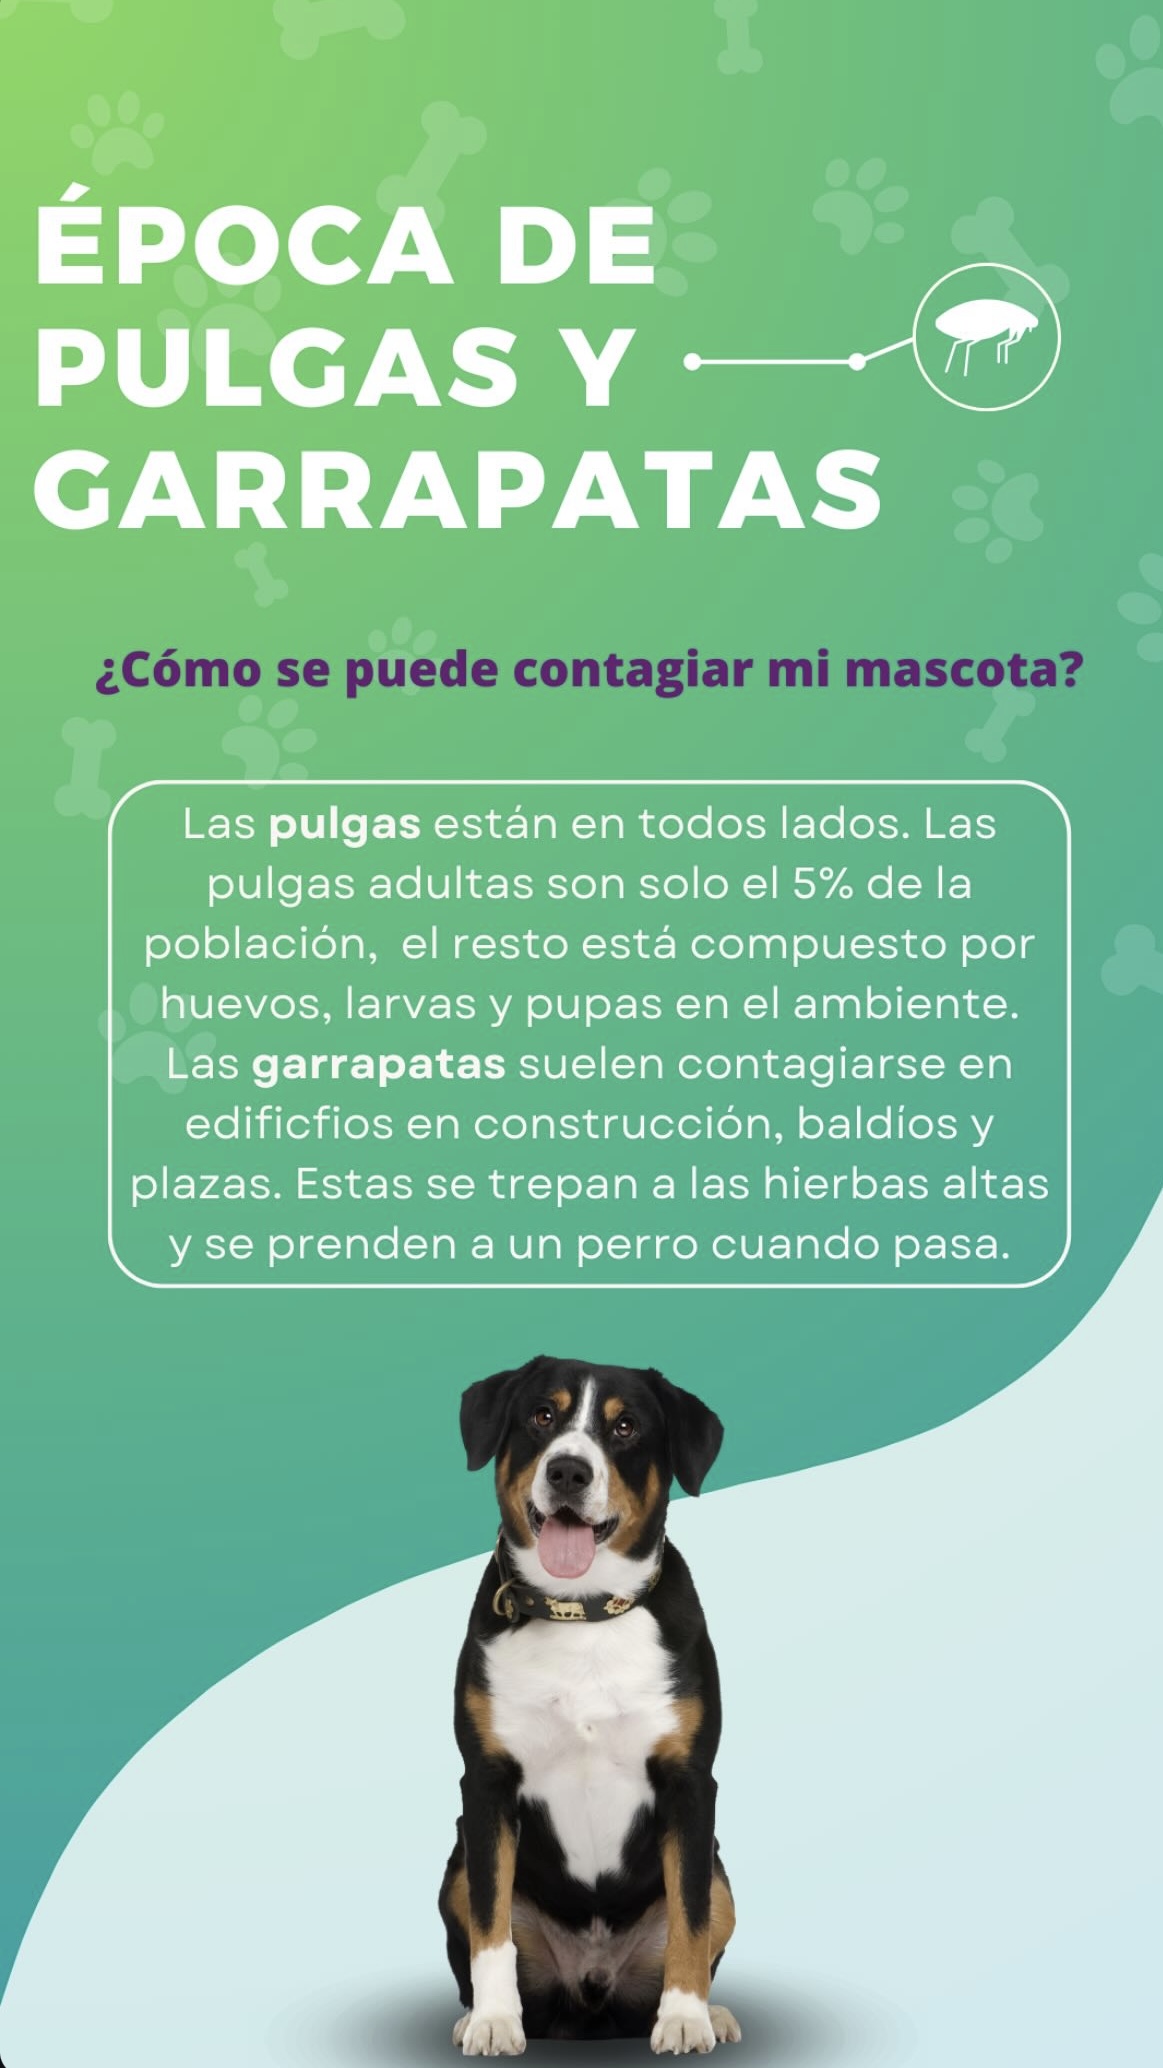 ÉPOCA DE
PULGAS Y
GARRAPATAS
¿Cómo se puede contagiar mi mascota?
Las pulgas están en todos lados. Las
pulgas adultas son solo el 5% de la
población, el resto está compuesto por
huevos, larvas y pupas en el ambiente.
Las garrapatas suelen contagiarse en
edificfios en construcción, baldíos y
plazas. Estas se trepan a las hierbas altas
y se prenden a un perro cuando pasa.